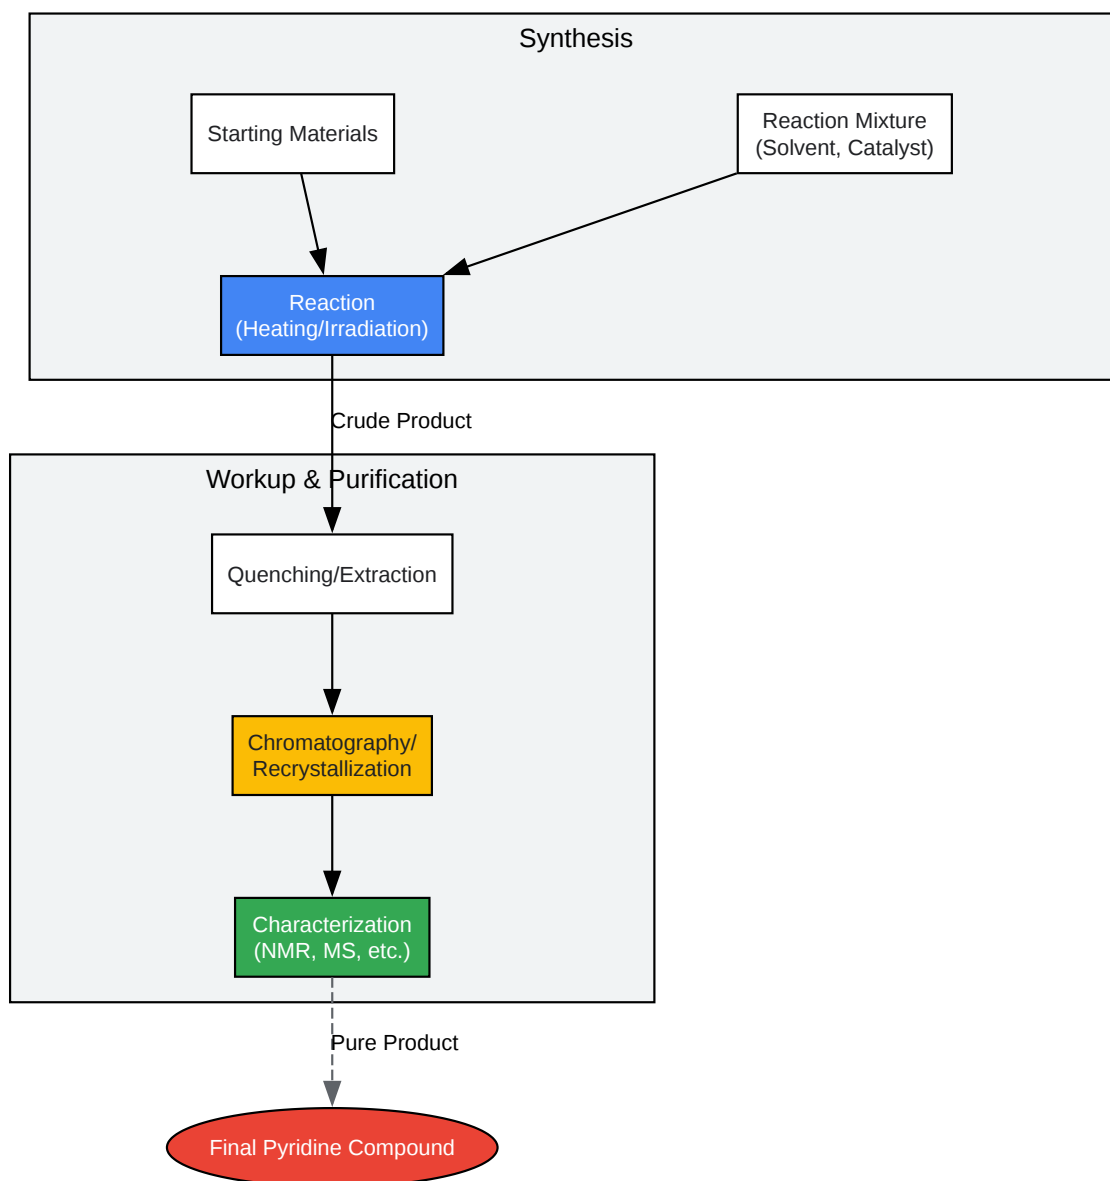 Synthesis
Starting Materials
Reaction Mixture
(Solvent, Catalyst)
Reaction
(Heating/Irradiation)
Crude Product
Workup & Purification
Quenching/Extraction
Chromatography/
Recrystallization
Characterization
(NMR, MS, etc.)
Pure Product
Final Pyridine Compound